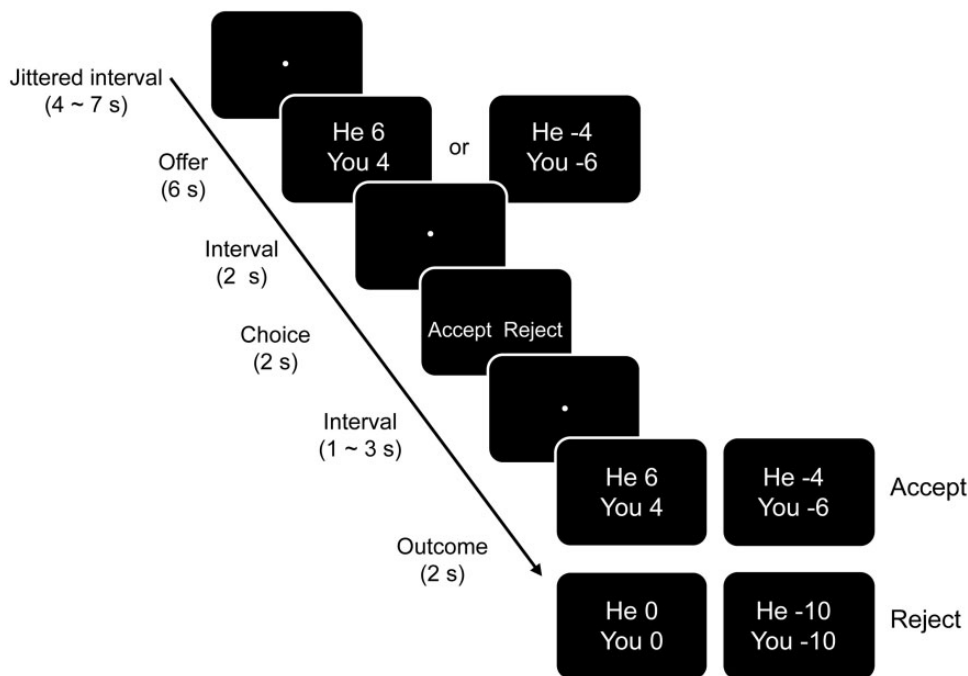 Jittered interval
(4 ~ 7 s)
Offer
(6 s)
He 6
You 4
or
He -4
You -6
Interval
(2  s)
Choice
(2 s)
Accept Reject
Interval
(1 ~ 3 s)
Outcome
(2 s)
He 6
You 4
He -4
You -6
Accept
He 0
You 0
He -10
You -10
Reject